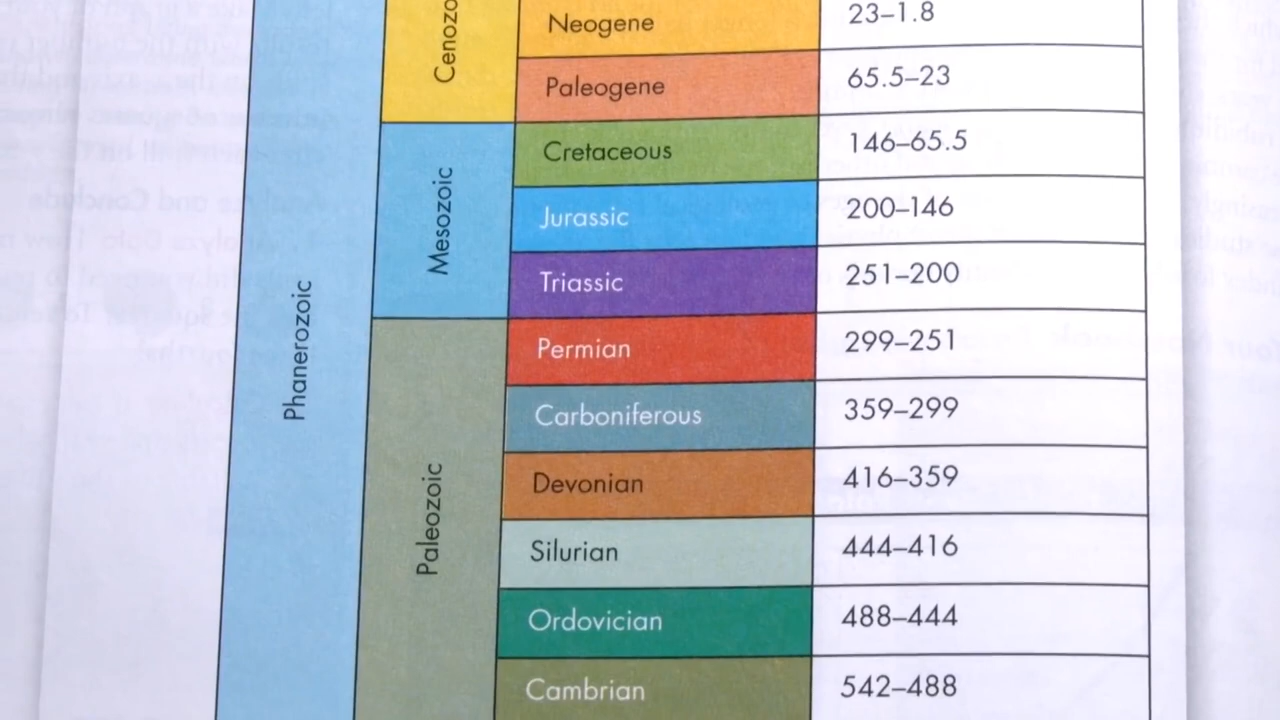 Phanerozoic
Mesozoic
Paleozoic
Neogene 23–1.8
Paleogene 65.5–23
Cretaceous 146–65.5
Jurassic 200–146
Triassic 251–200
Permian 299–251
Carboniferous 359–299
Devonian 416–359
Silurian 444–416
Ordovician 488–444
Cambrian 542–488